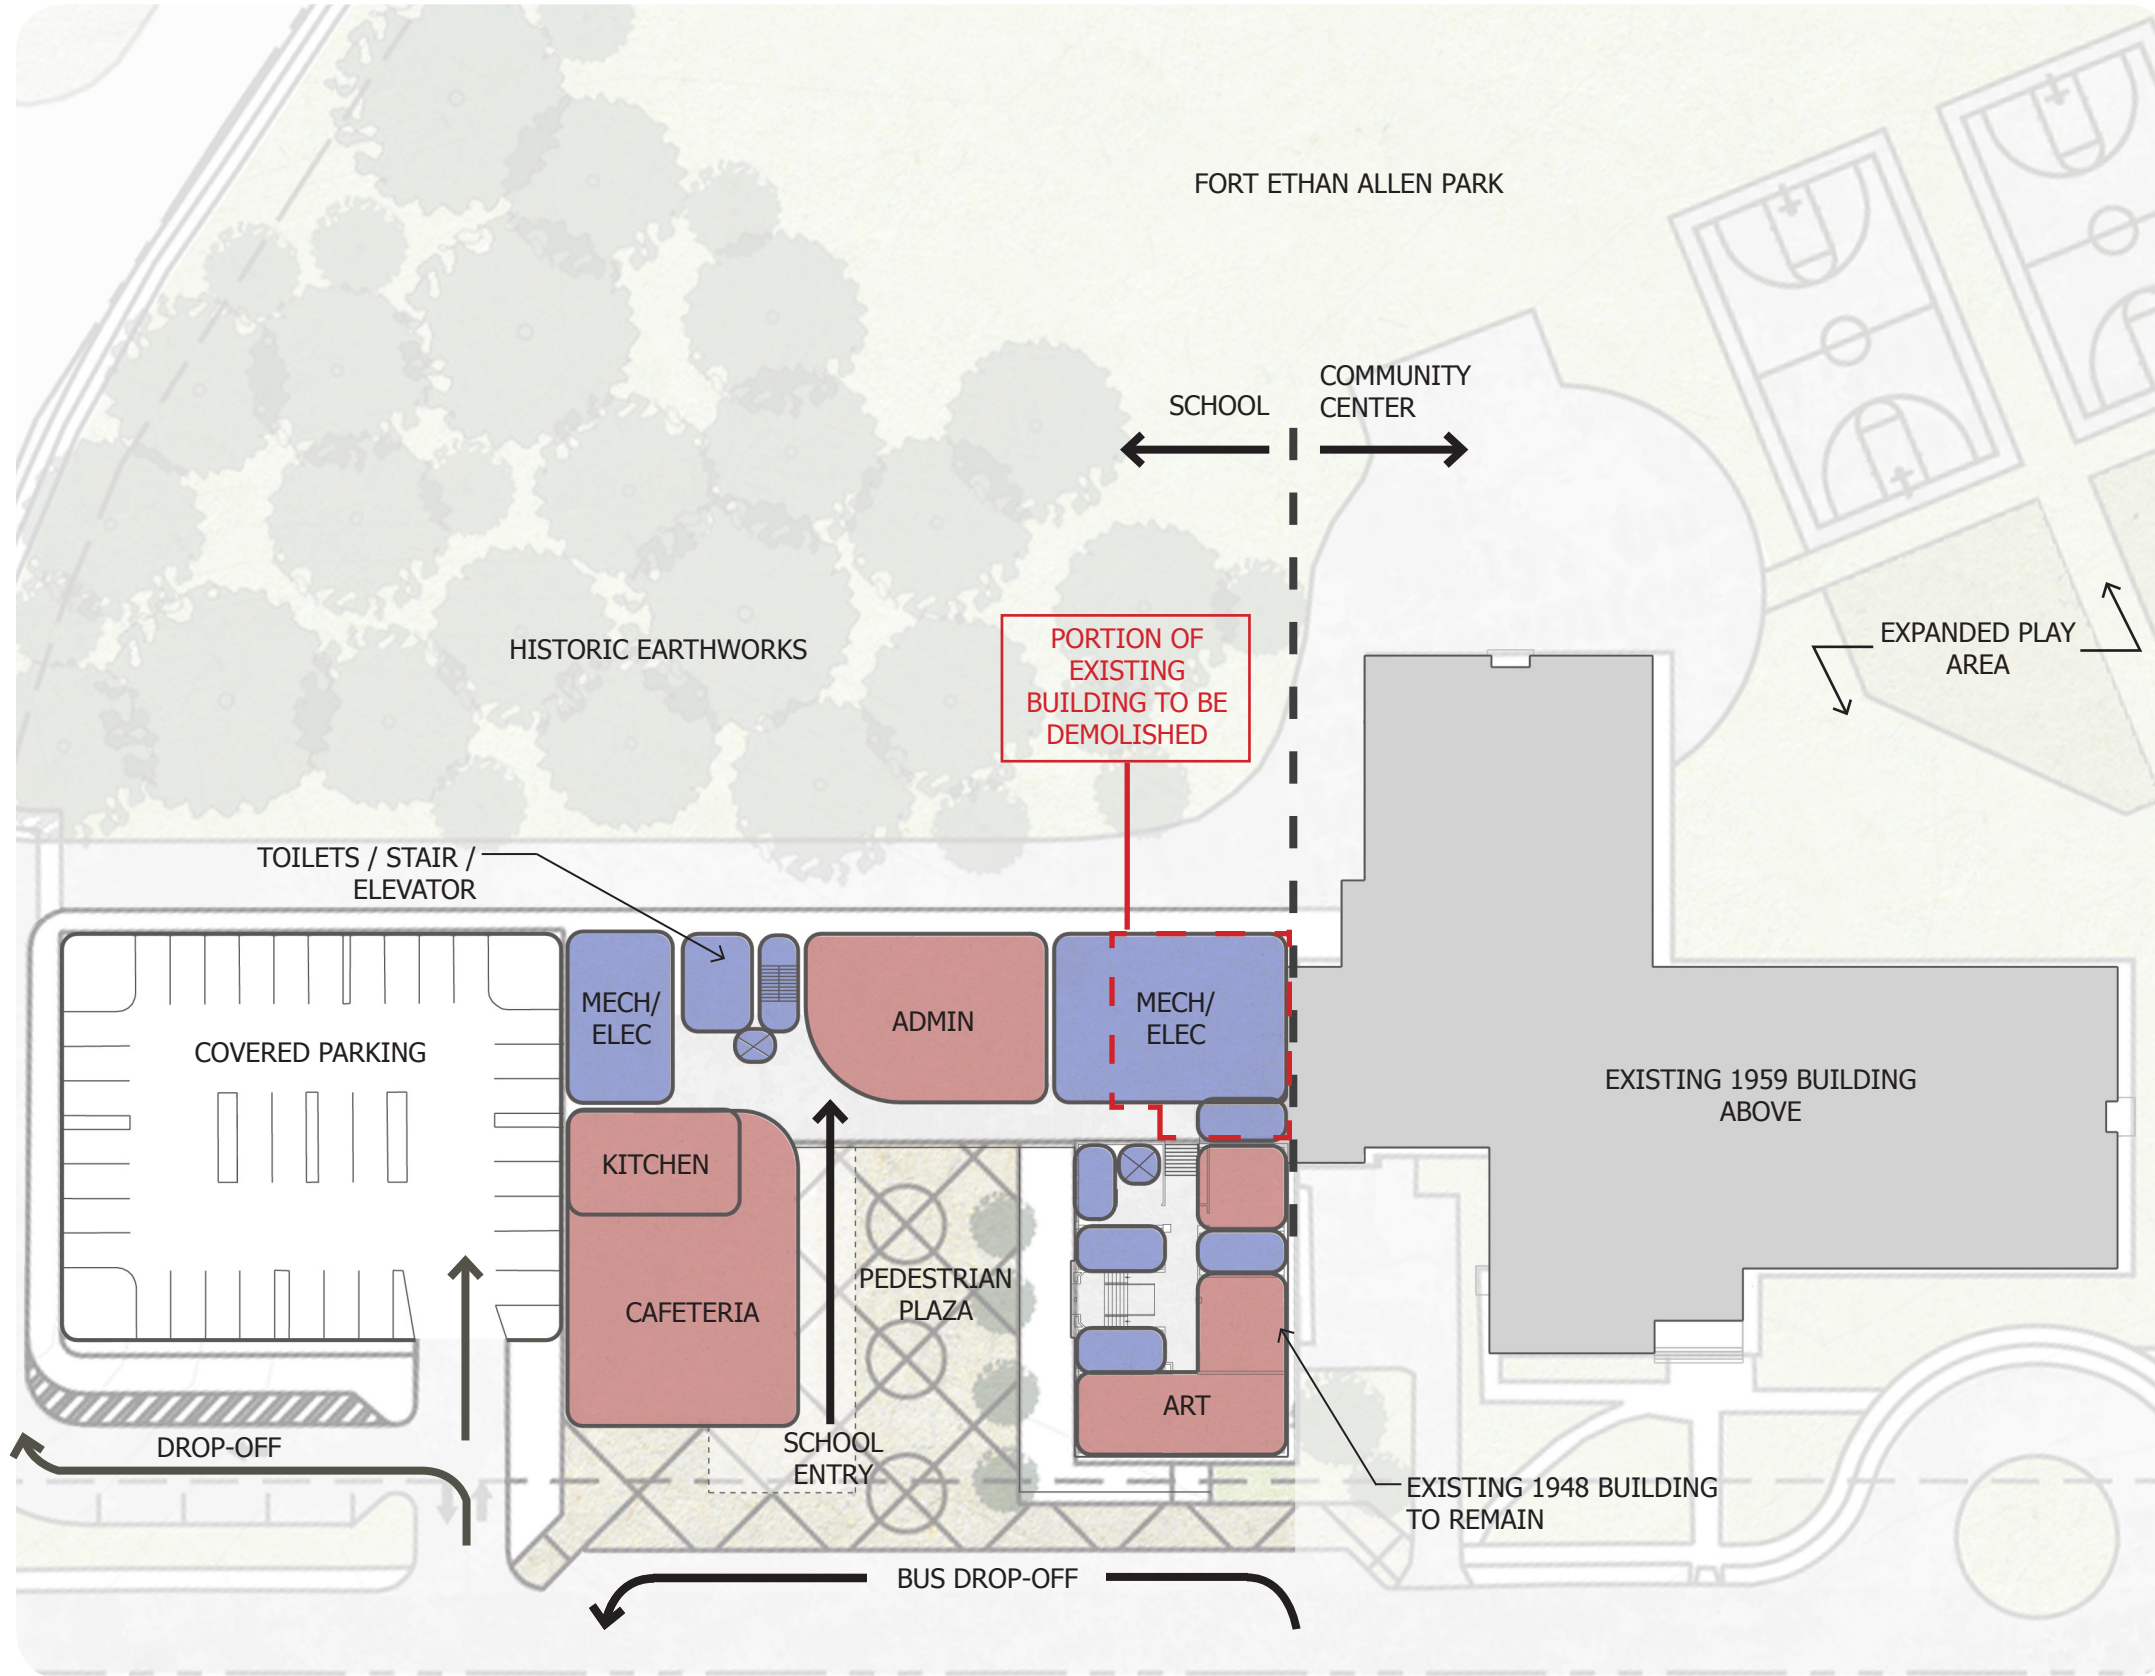 FORT ETHAN ALLEN PARK
SCHOOL
COMMUNITY
CENTER
HISTORIC EARTHWORKS
PORTION OF
EXISTING
BUILDING TO BE
DEMOLISHED
EXPANDED PLAY
AREA
TOILETS / STAIR /
ELEVATOR
COVERED PARKING
MECH/
ELEC
ADMIN
MECH/
ELEC
EXISTING 1959 BUILDING
ABOVE
KITCHEN
CAFETERIA
PEDESTRIAN
PLAZA
ART
DROP-OFF
SCHOOL
ENTRY
EXISTING 1948 BUILDING
TO REMAIN
BUS DROP-OFF